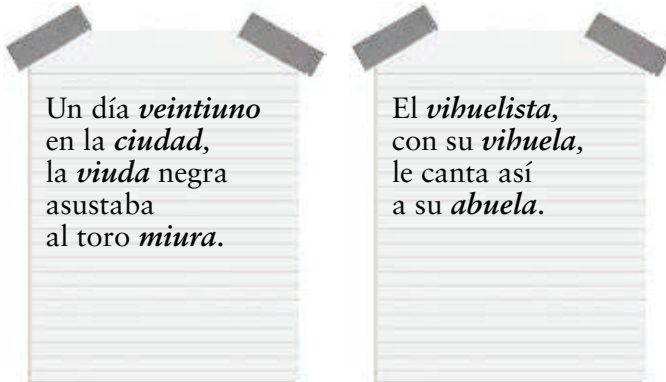 Un día veintiuno
en la ciudad,
la viuda negra
asustaba
al toro miura.
El vihuelista,
con su vihuela,
le canta así
a su abuela.